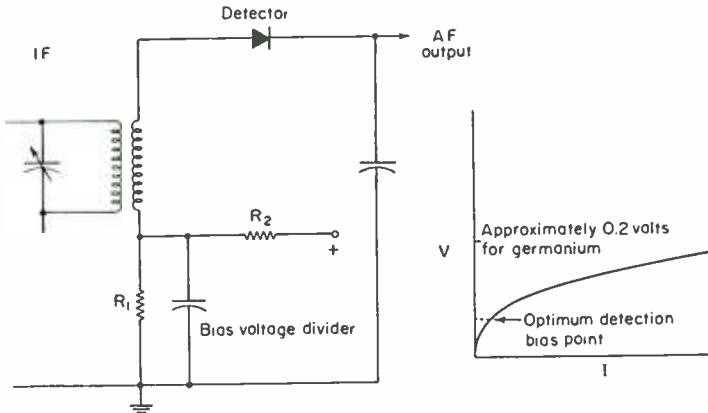 Detector
IF
AF
output
R2
+
R1
Bias voltage divider
Approximately 0.2 volts
for germanium
V
Optimum detection
bias point
I